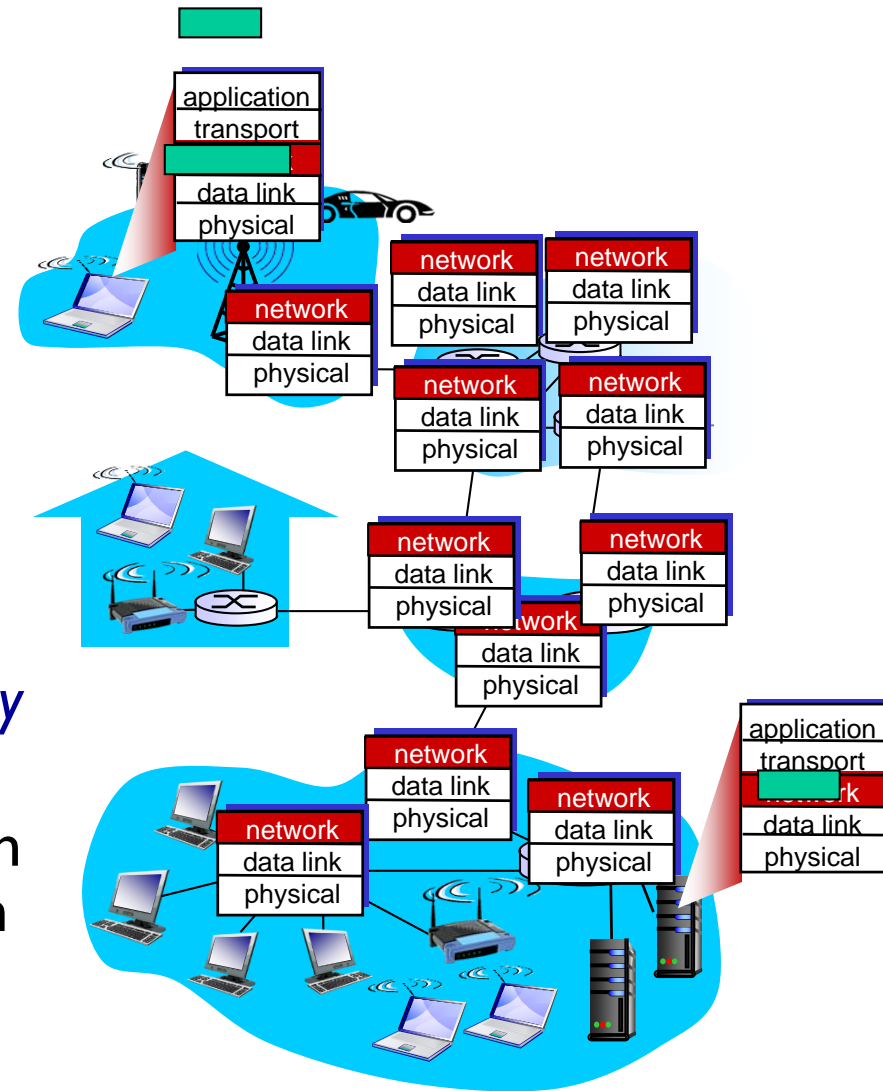 application
transport
data link
physical
network
data link
physical
network
data link
physical
network
data link
physical
network
data link
physical
network
data link
physical
network
data link
physical
network
data link
physical
network
data link
physical
y
network
data link
physical
application
transport
network
data link
physical
network
data link
physical
network
data link
physical
n